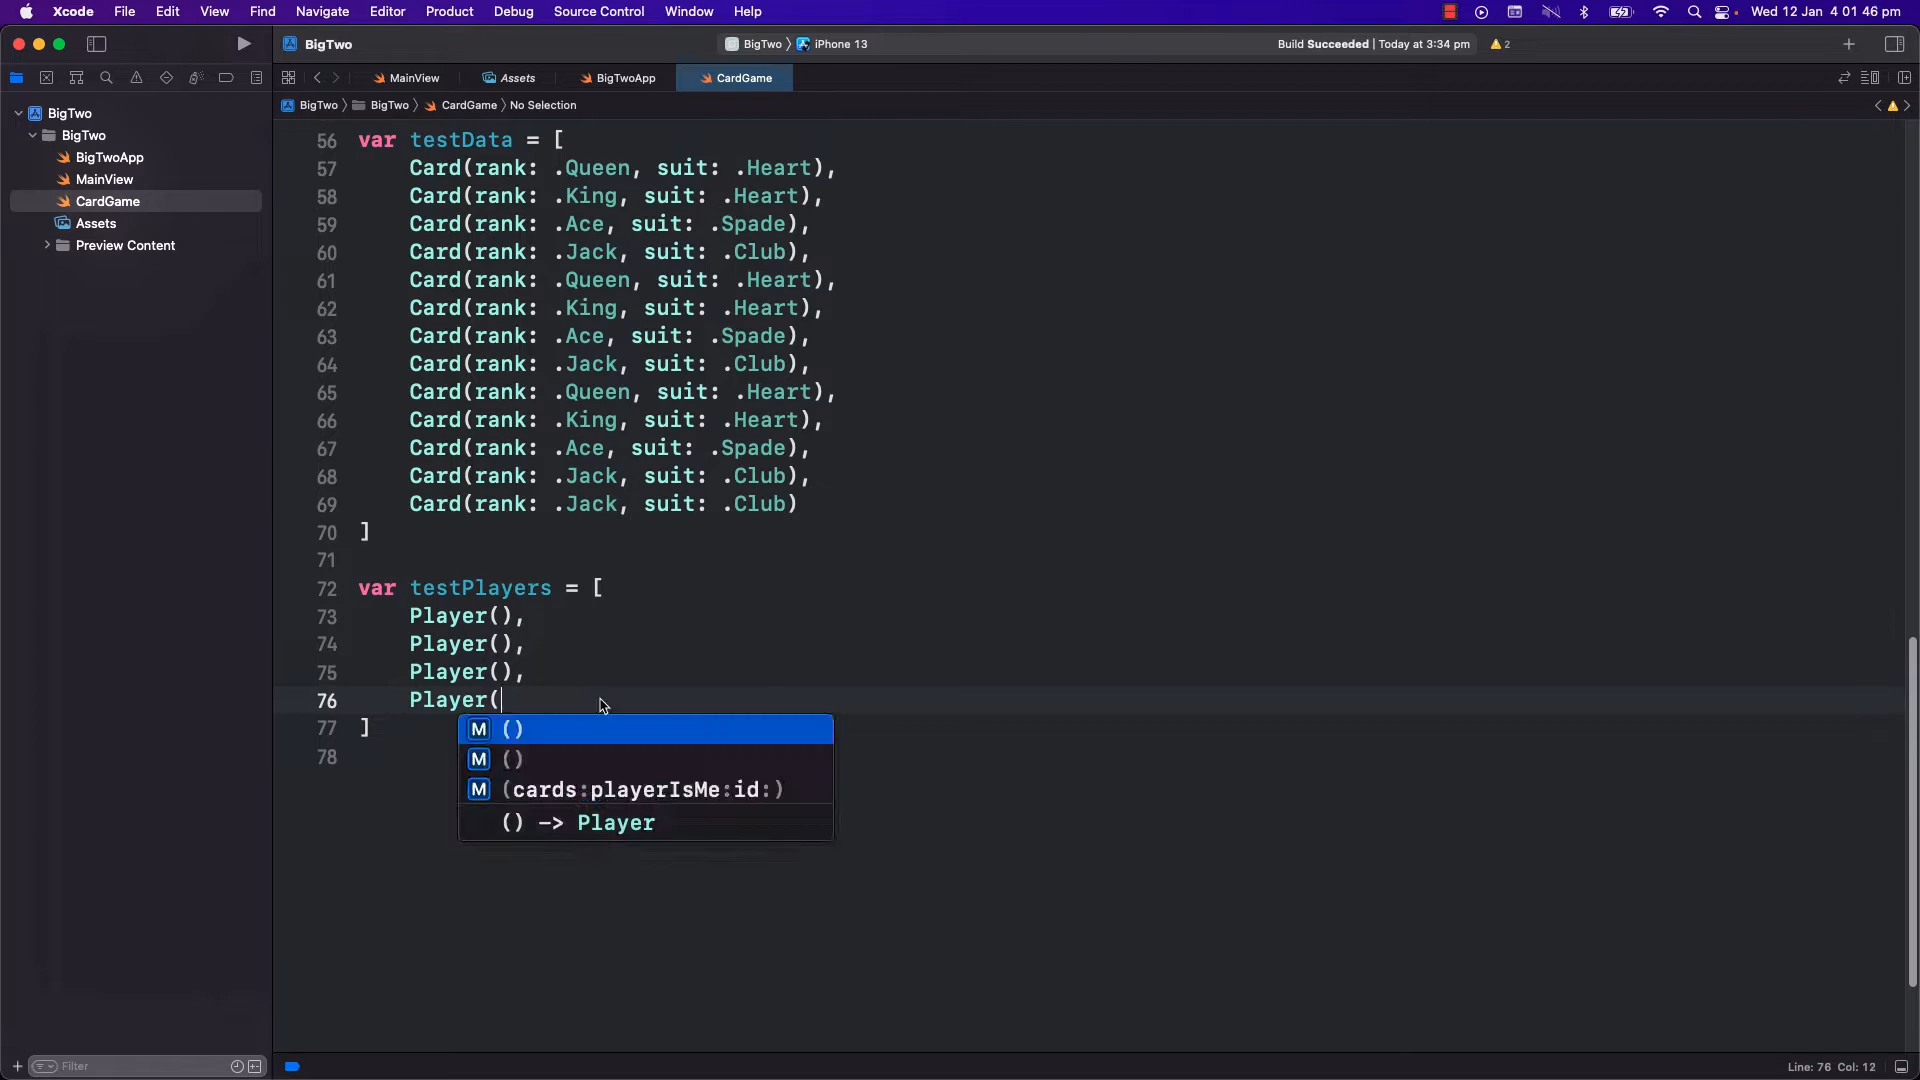 Xcode File Edit View Find Navigate Editor Product Debug Source Control Window Help Wed 12 Jan 4 01 46 pm
BigTwo BigTwo 〉 iPhone 13 Build Succeeded | Today at 3:34 pm 2
MainView Assets BigTwoApp CardGame
BigTwo 〉 BigTwo 〉 CardGame 〉 No Selection
BigTwo
BigTwo
BigTwoApp
MainView
CardGame
Assets
Preview Content
56 var testData = [
57 Card(rank: .Queen, suit: .Heart),
58 Card(rank: .King, suit: .Heart),
59 Card(rank: .Ace, suit: .Spade),
60 Card(rank: .Jack, suit: .Club),
61 Card(rank: .Queen, suit: .Heart),
62 Card(rank: .King, suit: .Heart),
63 Card(rank: .Ace, suit: .Spade),
64 Card(rank: .Jack, suit: .Club),
65 Card(rank: .Queen, suit: .Heart),
66 Card(rank: .King, suit: .Heart),
67 Card(rank: .Ace, suit: .Spade),
68 Card(rank: .Jack, suit: .Club),
69 Card(rank: .Jack, suit: .Club)
70 ]
71
72 var testPlayers = [
73 Player(),
74 Player(),
75 Player(),
76 Player(
77 ]
78
M ()
M ()
M (cards:playerIsMe:id:)
() -> Player
Filter
Line: 76 Col: 12